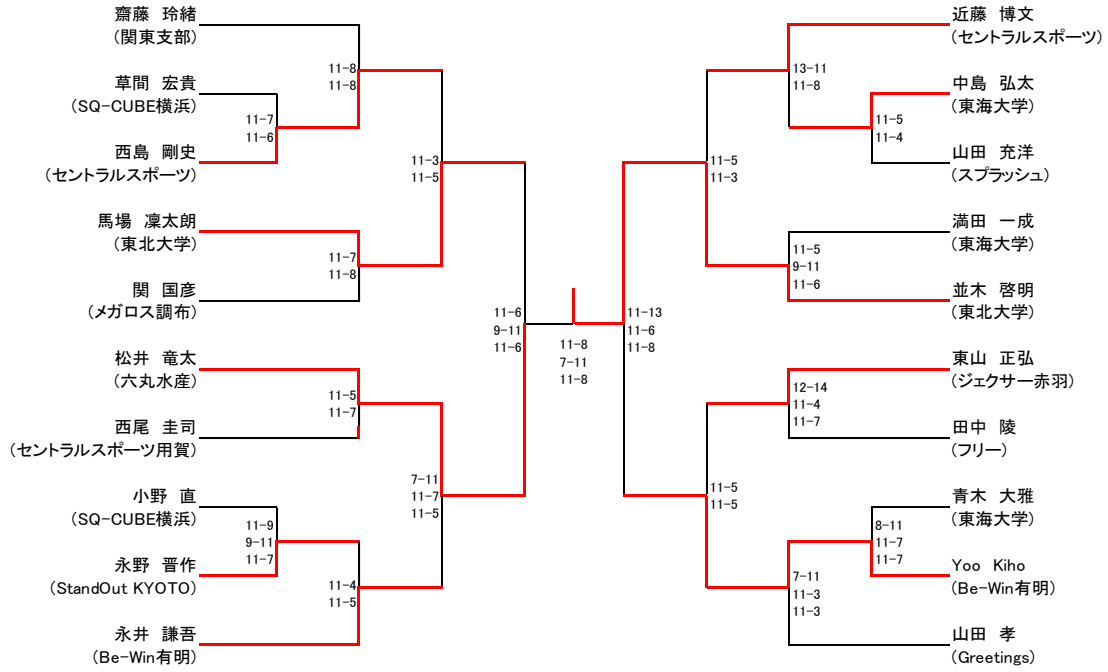 齋藤　玲緒
(関東支部)
草間　宏貴
(SQ-CUBE横浜)
西島　剛史
(セントラルスポーツ)
馬場　凜太朗
(東北大学)
関　国彦
(メガロス調布)
松井　竜太
(六丸水産)
西尾　圭司
(セントラルスポーツ用賀)
小野　直
(SQ-CUBE横浜)
永野　晋作
(StandOut KYOTO)
永井　謙吾
(Be-Win有明)
11-8
11-8
11-7
11-6
11-3
11-5
11-7
11-8
11-6
9-11
11-6
11-5
11-7
7-11
11-7
11-5
11-9
9-11
11-7
11-4
11-5
11-8
7-11
11-8
11-13
11-6
11-8
13-11
11-8
11-5
11-4
11-5
11-3
11-5
9-11
11-6
12-14
11-4
11-7
11-5
11-5
8-11
11-7
11-7
7-11
11-3
11-3
近藤　博文
(セントラルスポーツ)
中島　弘太
(東海大学)
山田　充洋
(スプラッシュ)
満田　一成
(東海大学)
並木　啓明
(東北大学)
東山　正弘
(ジェクサー赤羽)
田中　陵
(フリー)
青木　大雅
(東海大学)
Yoo　Kiho
(Be-Win有明)
山田　孝
(Greetings)